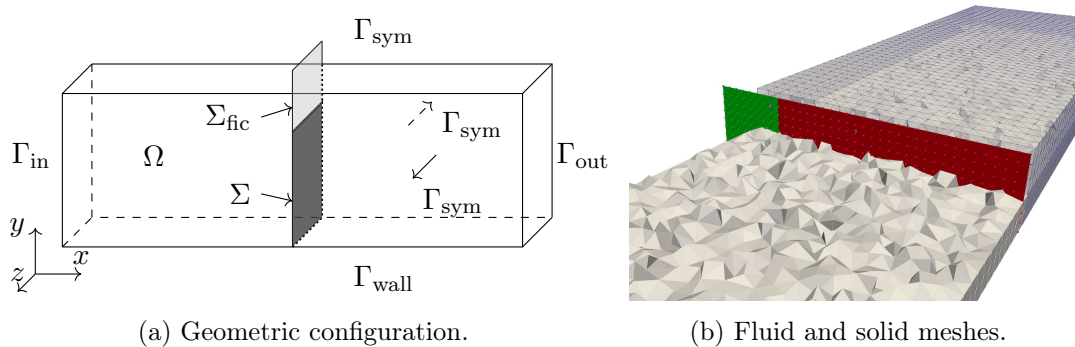 Γsym
Σfic
Γsym
Γin
Ω
Γout
Σ
Γsym
y
x
z
Γwall
(a) Geometric configuration.
(b) Fluid and solid meshes.